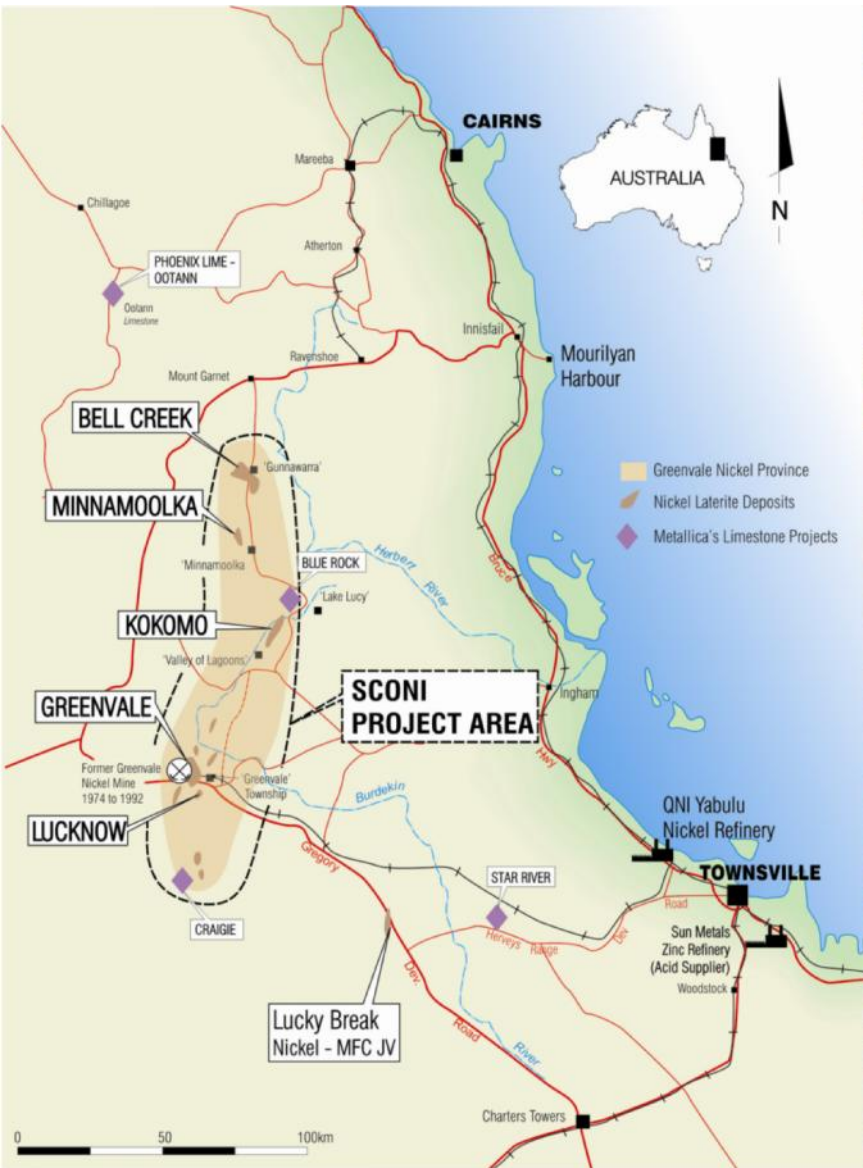 CAIRNS
Mareeba
AUSTRALIA
N
Chillagoe
Atherton
PHOENIX LIME -
OOTANN
Ootann
Limestone
Innisfail
Mourilyan
Harbour
Ravenshoe
Mount Garnet
BELL CREEK
'Gunnawarra'
Greenvale Nickel Province
Nickel Laterite Deposits
Metallica's Limestone Projects
MINNAMOOLKA
'Minnamoolka'
Herberr
River
Bruce
Hwy
BLUE ROCK
'Lake Lucy'
KOKOMO
'Valley of Lagoons'
SCONI
PROJECT AREA
Ingham
GREENVALE
Former Greenvale
Nickel Mine
1974 to 1992
'Greenvale'
Township
LUCKNOW
Burdekin
River
QNI Yabulu
Nickel Refinery
TOWNSVILLE
Gregory
Dev.
Road
STAR RIVER
Herveys
Range
Dev
Road
CRAIGIE
Sun Metals
Zinc Refinery
(Acid Supplier)
Woodstock
Lucky Break
Nickel - MFC JV
Charters Towers
0
50
100km